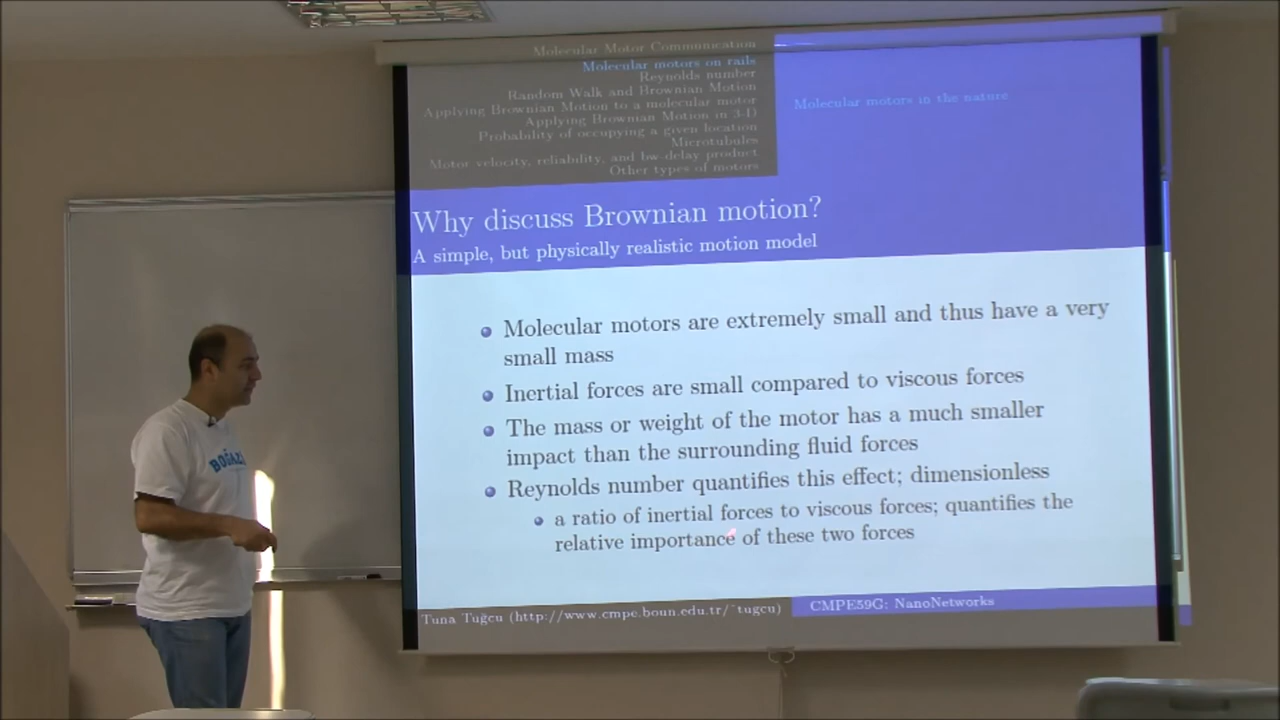 Molecular Motor Communication
Molecular motors on rails
Reynolds number
Random Walk and Brownian Motion
Applying Brownian Motion to a molecular motor
Applying Brownian Motion in 3-D
Probability of occupying a given location
Microtubules
Motor velocity, reliability, and bw-delay product
Other types of motors
Molecular motors in the nature
Why discuss Brownian motion?
A simple, but physically realistic motion model
Molecular motors are extremely small and thus have a very
small mass
Inertial forces are small compared to viscous forces
The mass or weight of the motor has a much smaller
impact than the surrounding fluid forces
Reynolds number quantifies this effect; dimensionless
a ratio of inertial forces to viscous forces; quantifies the
relative importance of these two forces
Tuna Tuğcu (http://www.cmpe.boun.edu.tr/~tugcu)
CMPE59G: NanoNetworks